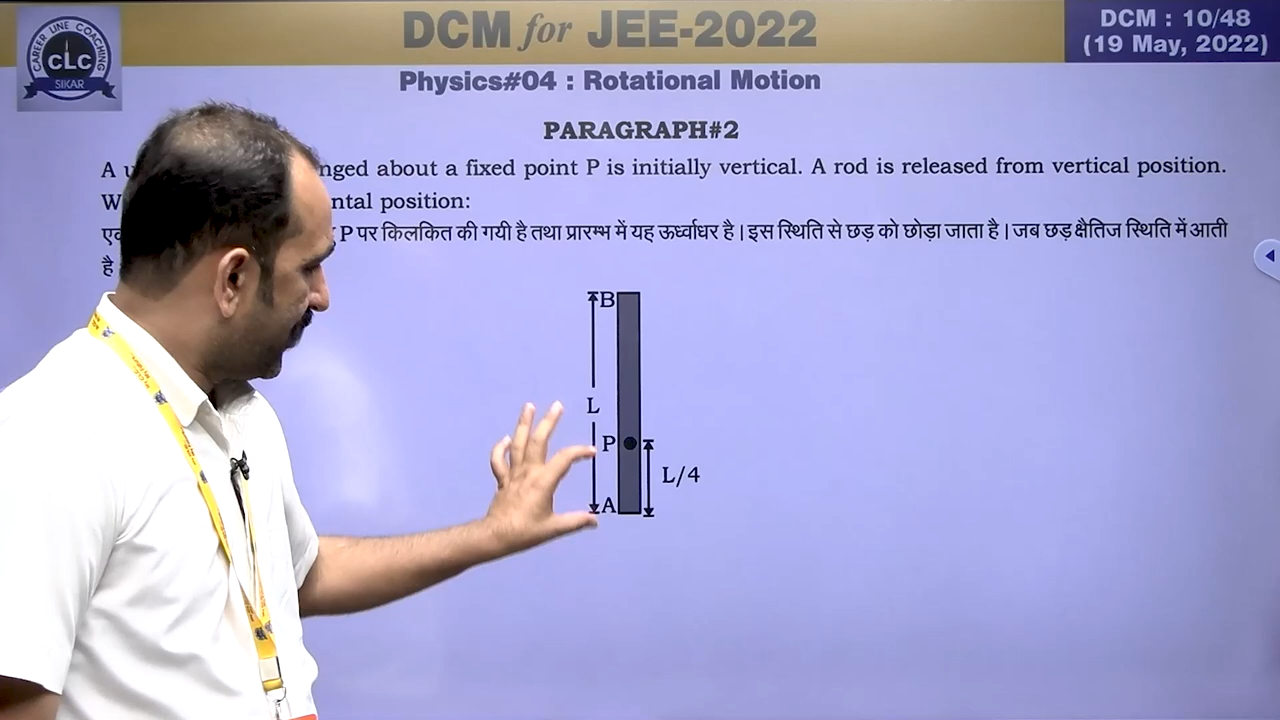 DCM for JEE-2022
DCM : 10/48
(19 May, 2022)
CAREER LINE COACHING
CLC
SIKAR
Physics#04 : Rotational Motion
PARAGRAPH#2
A nged about a fixed point P is initially vertical. A rod is released from vertical position.
ntal position:
P पर किलकित की गयी है तथा प्रारम्भ में यह ऊर्ध्वाधर है। इस स्थिति से छड़ को छोड़ा जाता है। जब छड़ क्षैतिज स्थिति में आती
है
B
L
P
L/4
A